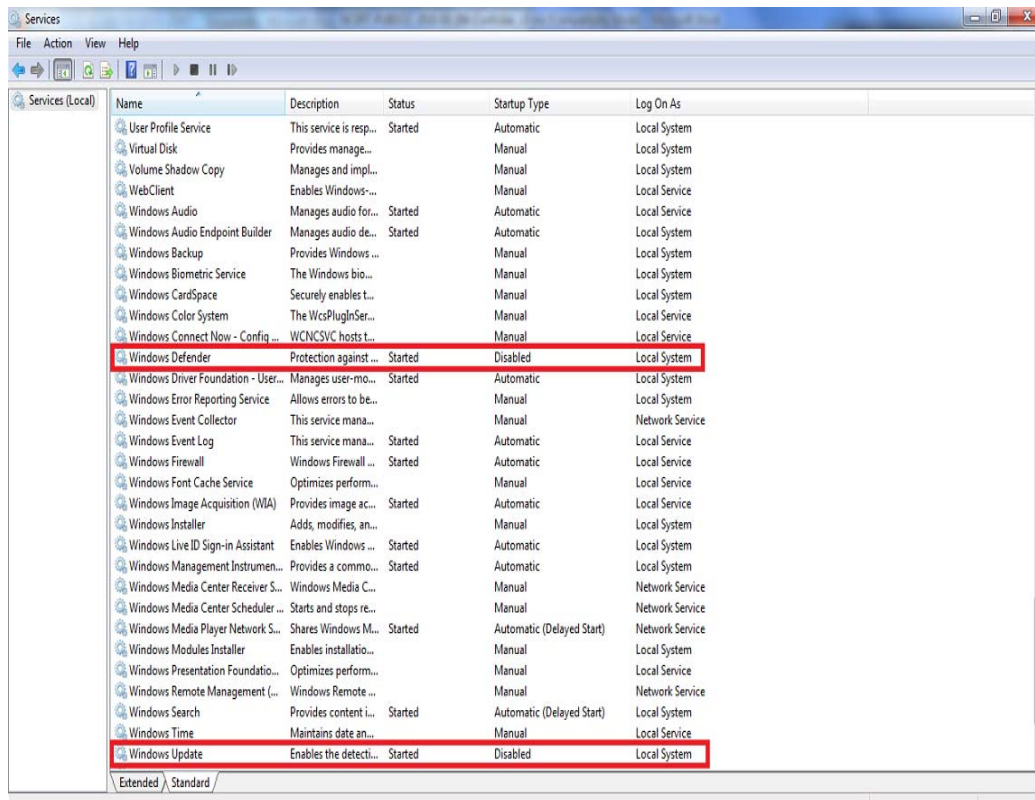 Services
File Action View Help
Services (Local)
Name Description Status Startup Type Log On As
User Profile Service This service is resp... Started Automatic Local System
Virtual Disk Provides manage... Manual Local System
Volume Shadow Copy Manages and impl... Manual Local System
WebClient Enables Windows-... Manual Local Service
Windows Audio Manages audio for... Started Automatic Local Service
Windows Audio Endpoint Builder Manages audio de... Started Automatic Local System
Windows Backup Provides Windows ... Manual Local System
Windows Biometric Service The Windows bio... Manual Local System
Windows CardSpace Securely enables t... Manual Local System
Windows Color System The WcsPlugInSer... Manual Local Service
Windows Connect Now - Config ... WCNCSVC hosts t... Manual Local Service
Windows Defender Protection against ... Started Disabled Local System
Windows Driver Foundation - User... Manages user-mo... Started Automatic Local System
Windows Error Reporting Service Allows errors to be... Manual Local System
Windows Event Collector This service mana... Manual Network Service
Windows Event Log This service mana... Started Automatic Local Service
Windows Firewall Windows Firewall ... Started Automatic Local Service
Windows Font Cache Service Optimizes perform... Manual Local Service
Windows Image Acquisition (WIA) Provides image ac... Started Automatic Local Service
Windows Installer Adds, modifies, an... Manual Local System
Windows Live ID Sign-in Assistant Enables Windows ... Started Automatic Local System
Windows Management Instrumen... Provides a commo... Started Automatic Local System
Windows Media Center Receiver S... Windows Media C... Manual Network Service
Windows Media Center Scheduler ... Starts and stops re... Manual Network Service
Windows Media Player Network S... Shares Windows M... Started Automatic (Delayed Start) Network Service
Windows Modules Installer Enables installatio... Manual Local System
Windows Presentation Foundatio... Optimizes perform... Manual Local Service
Windows Remote Management (... Windows Remote ... Manual Network Service
Windows Search Provides content i... Started Automatic (Delayed Start) Local System
Windows Time Maintains date an... Manual Local Service
Windows Update Enables the detecti... Started Disabled Local System
Extended Standard